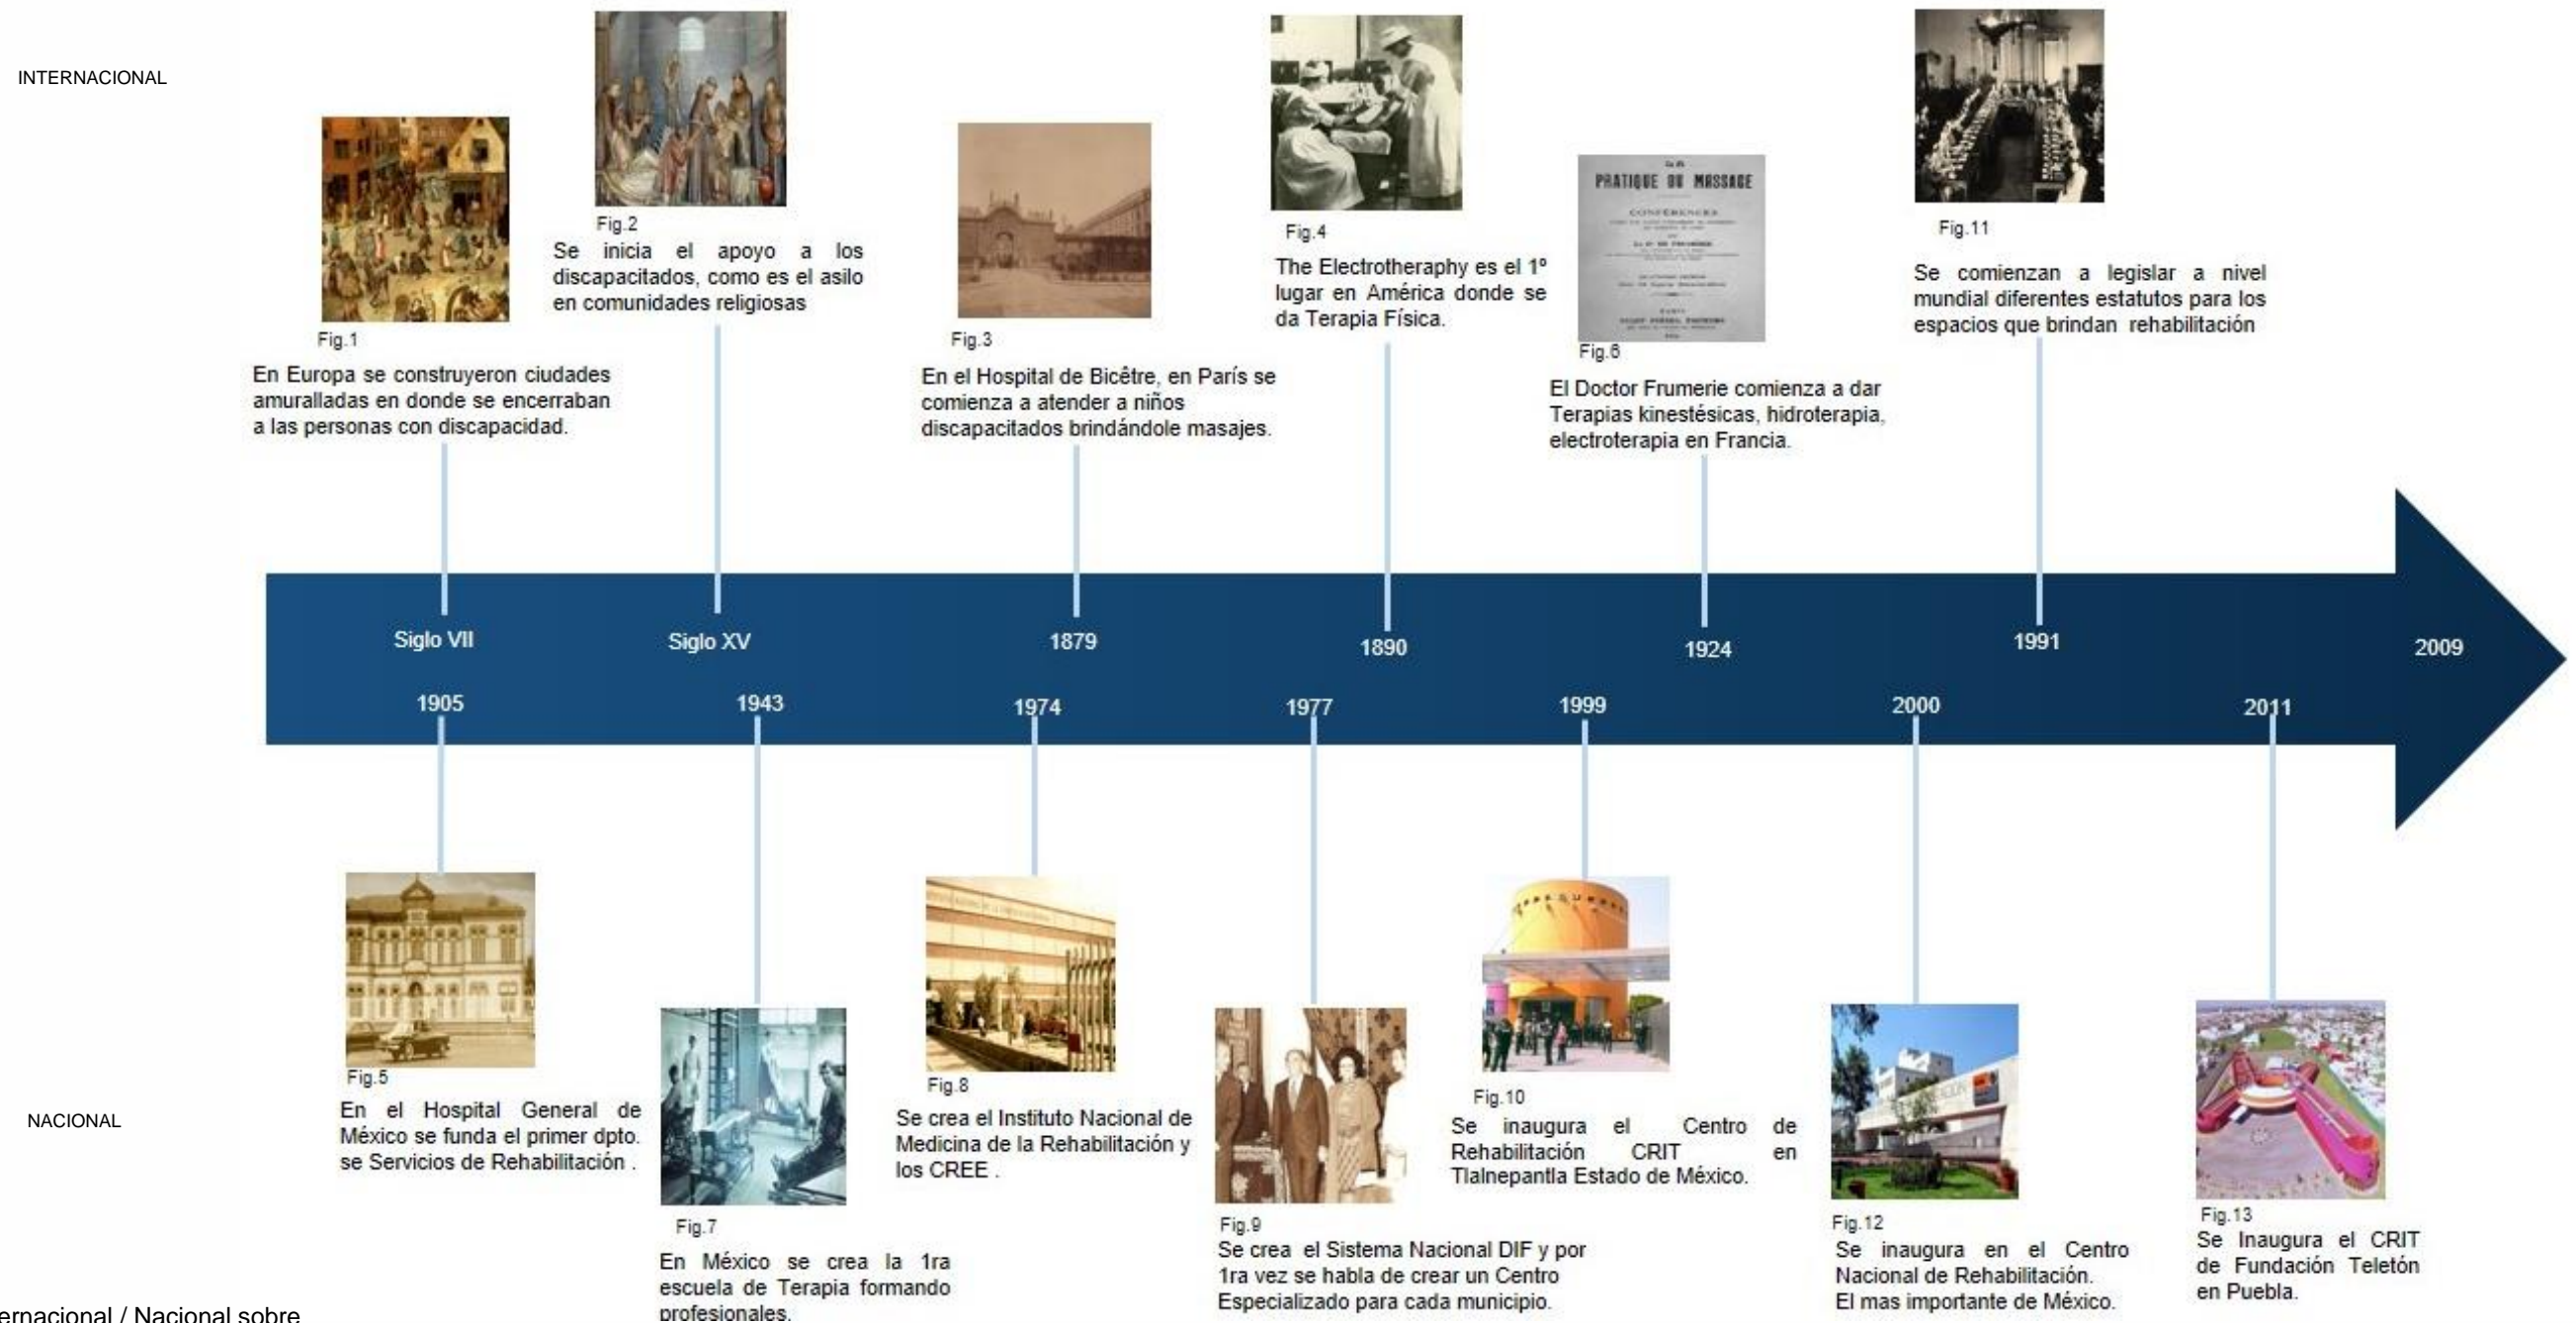 INTERNACIONAL
Fig.1
En Europa se construyeron ciudades
amuralladas en donde se encerraban
a las personas con discapacidad.
Fig.2
Se inicia el apoyo a los
discapacitados, como es el asilo
en comunidades religiosas
Fig.3
En el Hospital de Bicêtre, en París se
comienza a atender a niños
discapacitados brindándole masajes.
Fig.4
The Electrotheraphy es el 1º
lugar en América donde se
da Terapia Física.
PRATIQUE DU MASSAGE
CONFÉRENCES
Fig.6
El Doctor Frumerie comienza a dar
Terapias kinestésicas, hidroterapia,
electroterapia en Francia.
Fig.11
Se comienzan a legislar a nivel
mundial diferentes estatutos para los
espacios que brindan rehabilitación
Siglo VII
Siglo XV
1879
1890
1924
1991
2009
1905
1943
1974
1977
1999
2000
2011
NACIONAL
Fig.5
En el Hospital General de
México se funda el primer dpto.
se Servicios de Rehabilitación .
Fig.7
En México se crea la 1ra
escuela de Terapia formando
profesionales.
Fig.8
Se crea el Instituto Nacional de
Medicina de la Rehabilitación y
los CREE .
Fig.9
Se crea el Sistema Nacional DIF y por
1ra vez se habla de crear un Centro
Especializado para cada municipio.
Fig.10
Se inaugura el Centro de
Rehabilitación CRIT en
Tlalnepantla Estado de México.
Fig.12
Se inaugura en el Centro
Nacional de Rehabilitación.
El mas importante de México.
Fig.13
Se Inaugura el CRIT
de Fundación Teletón
en Puebla.
ernacional / Nacional sobre